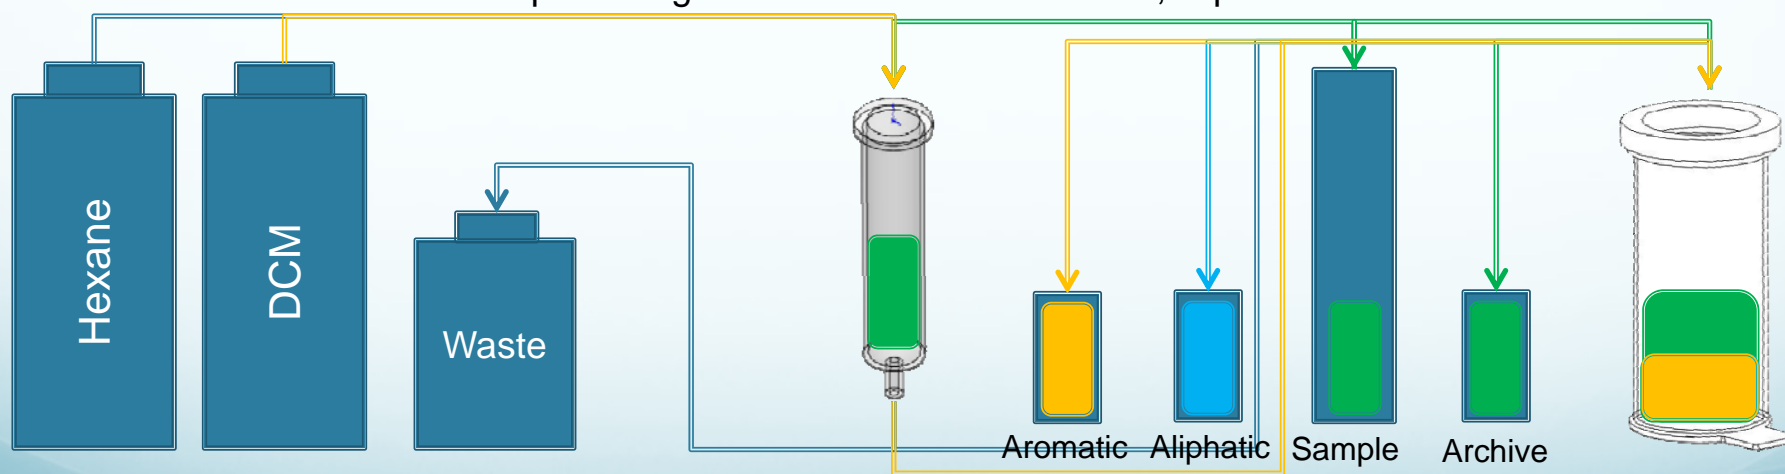 Hexane
DCM
Waste
Aromatic
Aliphatic
Sample
Archive